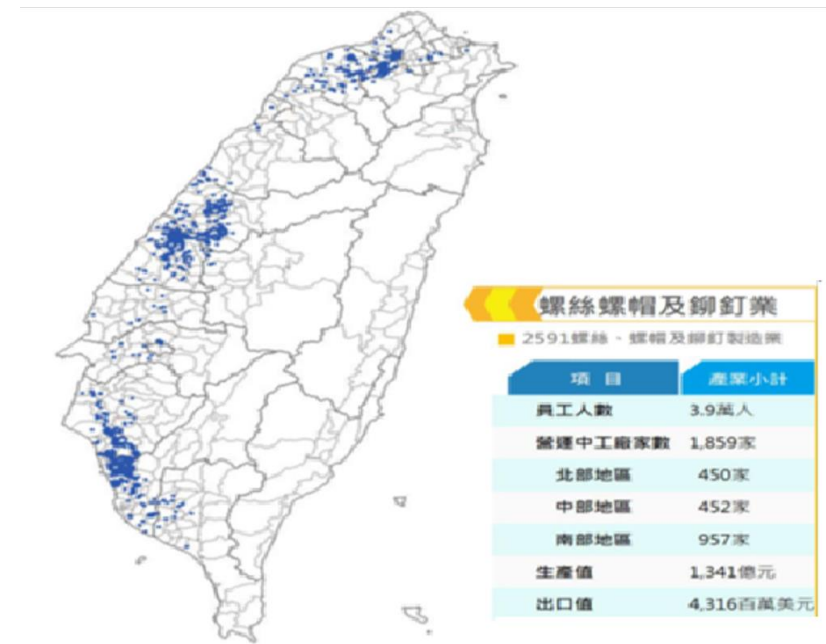 螺絲螺帽及鉚釘業
2591螺絲、螺帽及鉚釘製造業
項 目 產業小計
員工人數 3.9萬人
營運中工廠家數 1,859家
北部地區 450家
中部地區 452家
南部地區 957家
生產值 1,341億元
出口值 4,316百萬美元